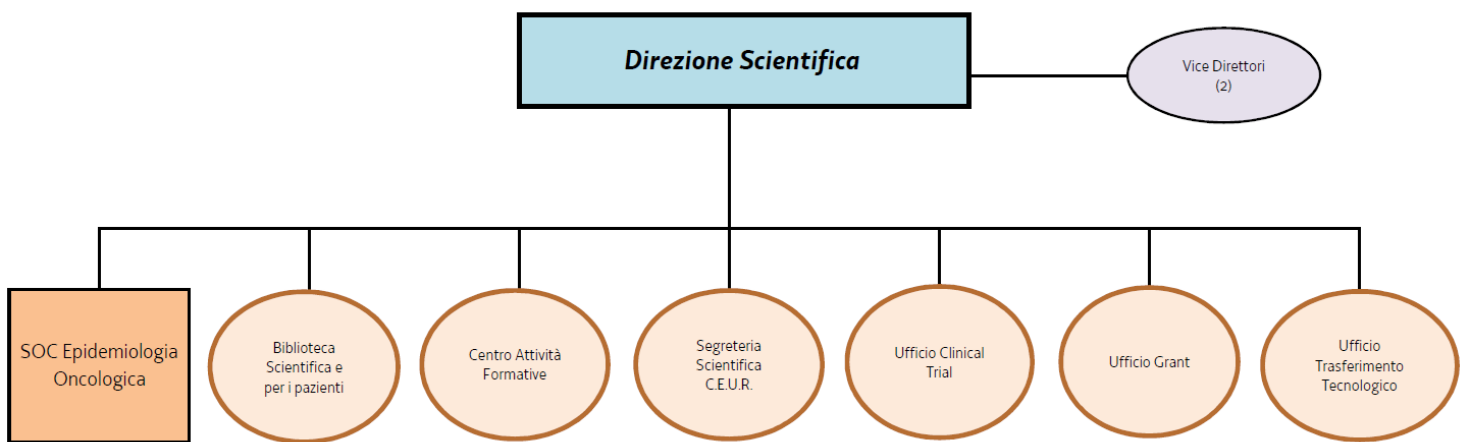 Direzione Scientifica
Vice Direttori
(2)
SOC Epidemiologia
Oncologica
Biblioteca
Scientifica e
per i pazienti
Centro Attività
Formative
Segreteria
Scientifica
C.E.U.R.
Ufficio Clinical
Trial
Ufficio Grant
Ufficio
Trasferimento
Tecnologico